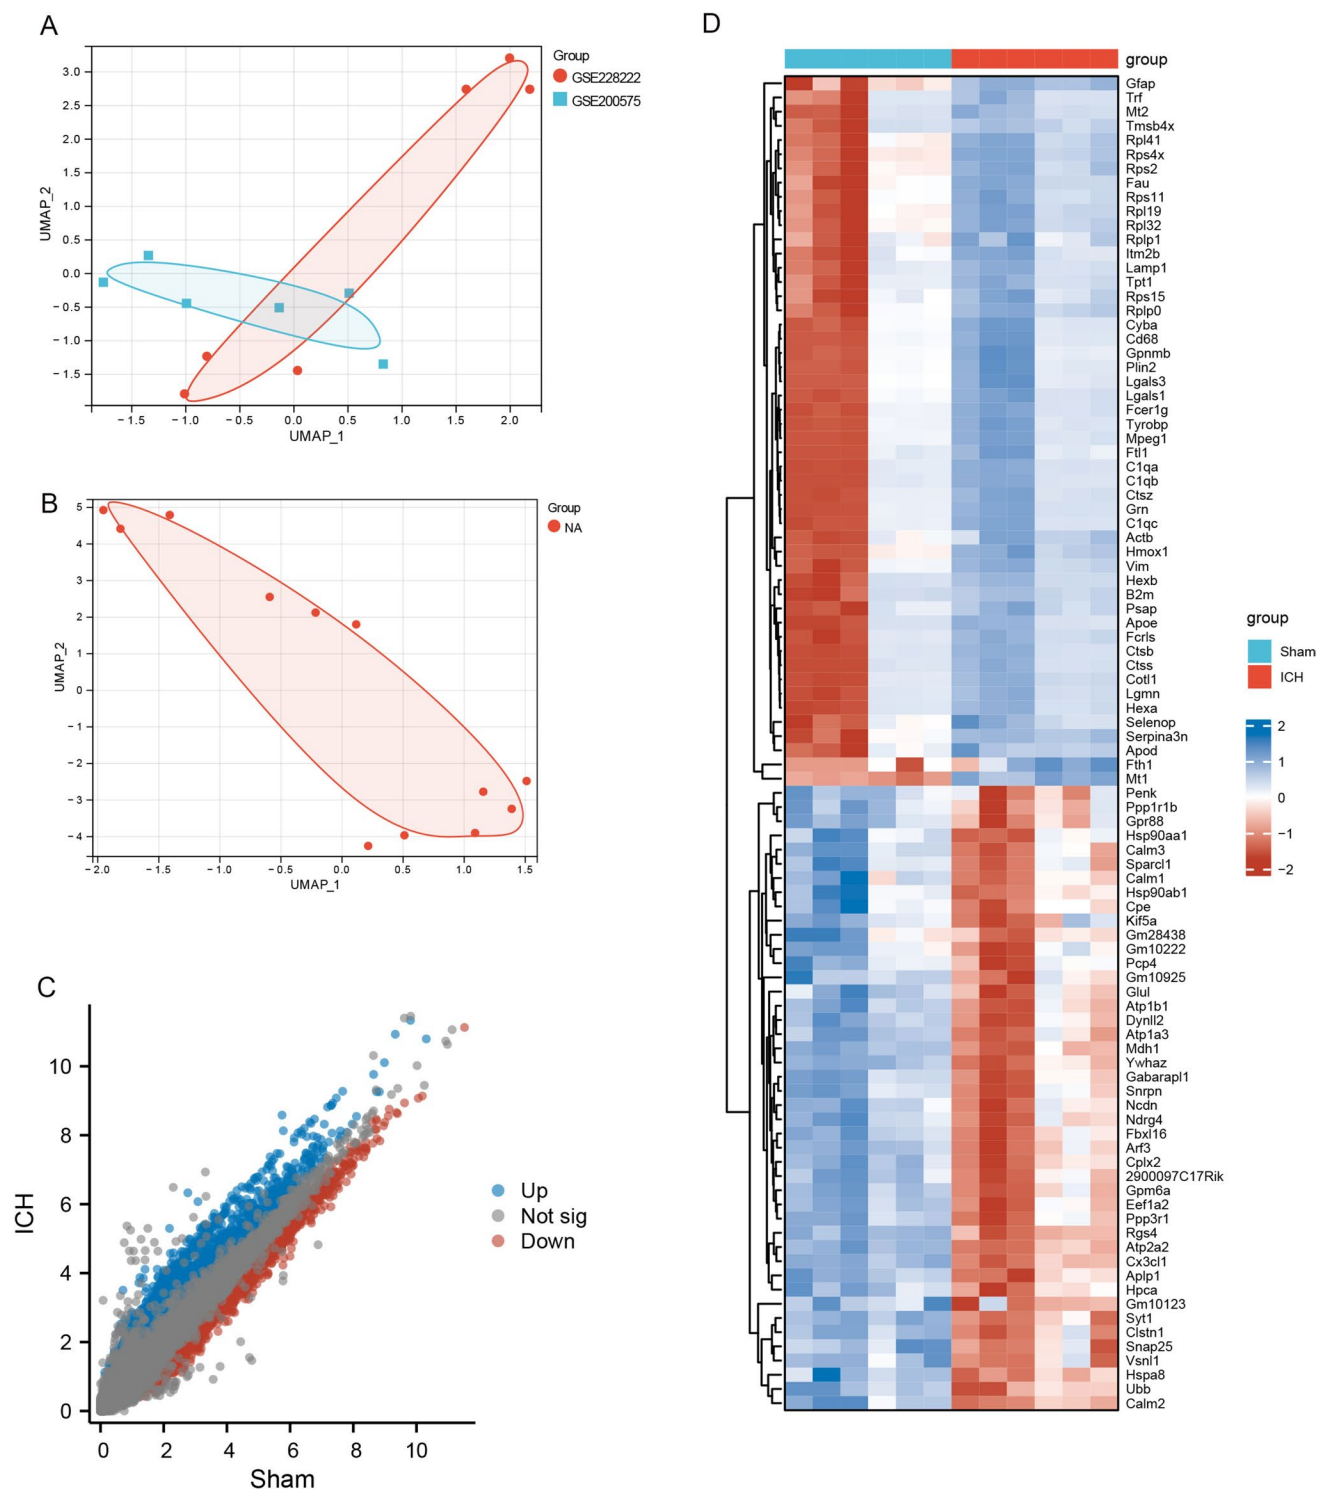 A
Group
GSE228222
GSE200575
3.0
2.5
2.0
1.5
1.0
0.5
0.0
−0.5
−1.0
−1.5
UMAP_2
−1.5 −1.0 −0.5 0.0 0.5 1.0 1.5 2.0
UMAP_1
B
Group
NA
5
4
3
2
1
0
−1
−2
−3
−4
UMAP_2
−2.0 −1.5 −1.0 −0.5 0.0 0.5 1.0 1.5
UMAP_1
C
10
8
6
4
2
0
ICH
0 2 4 6 8 10
Sham
Up
Not sig
Down
D
group
Gfap
Trf
Mt2
Tmsb4x
Rpl41
Rps4x
Rps2
Fau
Rps11
Rpl19
Rpl32
Rplp1
Itm2b
Lamp1
Tpt1
Rps15
Rplp0
Cyba
Cd68
Gpnmb
Plin2
Lgals3
Lgals1
Fcer1g
Tyrobp
Mpeg1
Ftl1
C1qa
C1qb
Ctsz
Grn
C1qc
Actb
Hmox1
Vim
Hexb
B2m
Psap
Apoe
Fcrls
Ctsb
Ctss
Cotl1
Lgmn
Hexa
Selenop
Serpina3n
Apod
Fth1
Mt1
Penk
Ppp1r1b
Gpr88
Hsp90aa1
Calm3
Sparcl1
Calm1
Hsp90ab1
Cpe
Kif5a
Gm28438
Gm10222
Pcp4
Gm10925
Glul
Atp1b1
Dynll2
Atp1a3
Mdh1
Ywhaz
Gabarapl1
Snrpn
Ncdn
Ndrg4
Fbxl16
Arf3
Cplx2
2900097C17Rik
Gpm6a
Eef1a2
Ppp3r1
Rgs4
Atp2a2
Cx3cl1
Aplp1
Hpca
Gm10123
Syt1
Clstn1
Snap25
Vsnl1
Hspa8
Ubb
Calm2
group
Sham
ICH
2
1
0
−1
−2